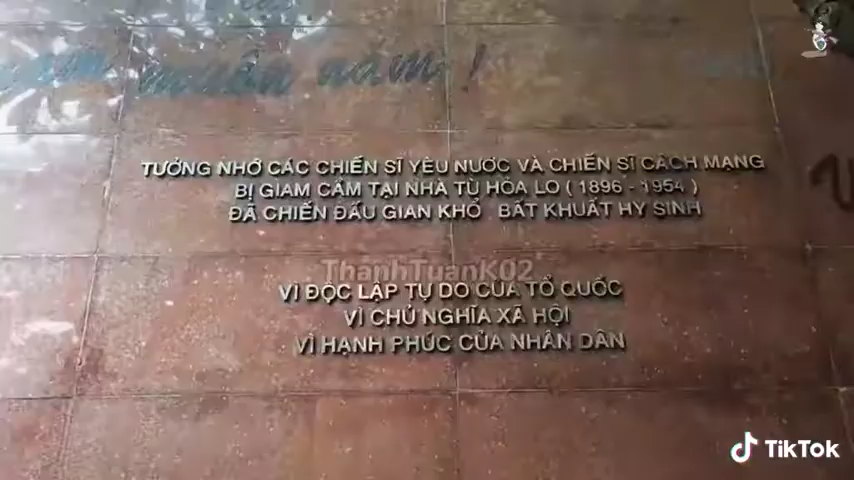 muôn năm !
TƯỞNG NHỚ CÁC CHIẾN SĨ YÊU NƯỚC VÀ CHIẾN SĨ CÁCH MẠNG
BỊ GIAM CẦM TẠI NHÀ TÙ HỎA LÒ ( 1896 - 1954 )
ĐÃ CHIẾN ĐẤU GIAN KHỔ . BẤT KHUẤT HY SINH
ThanhTuanK02
VÌ ĐỘC LẬP TỰ DO CỦA TỔ QUỐC
VÌ CHỦ NGHĨA XÃ HỘI
VÌ HẠNH PHÚC CỦA NHÂN DÂN
TikTok